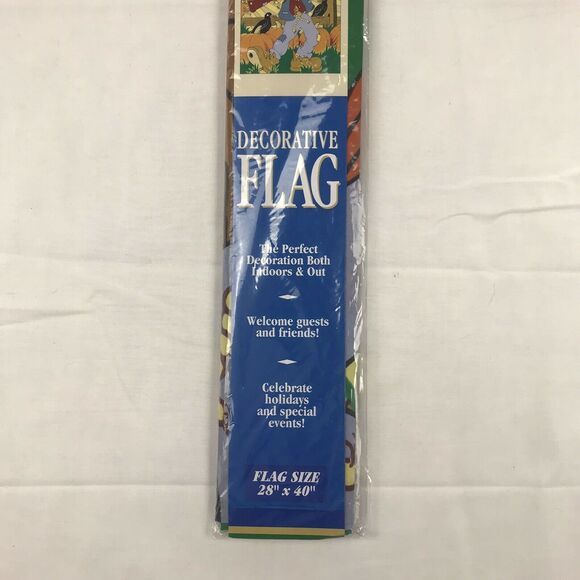 DECORATIVE
FLAG
The Perfect
Decoration Both
Indoors & Out
Welcome guests
and friends!
Celebrate
holidays
and special
events!
FLAG SIZE
28" x 40"